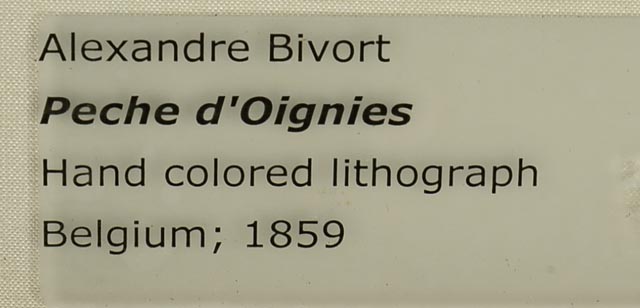 Alexandre Bivort
Peche d'Oignies
Hand colored lithograph
Belgium; 1859